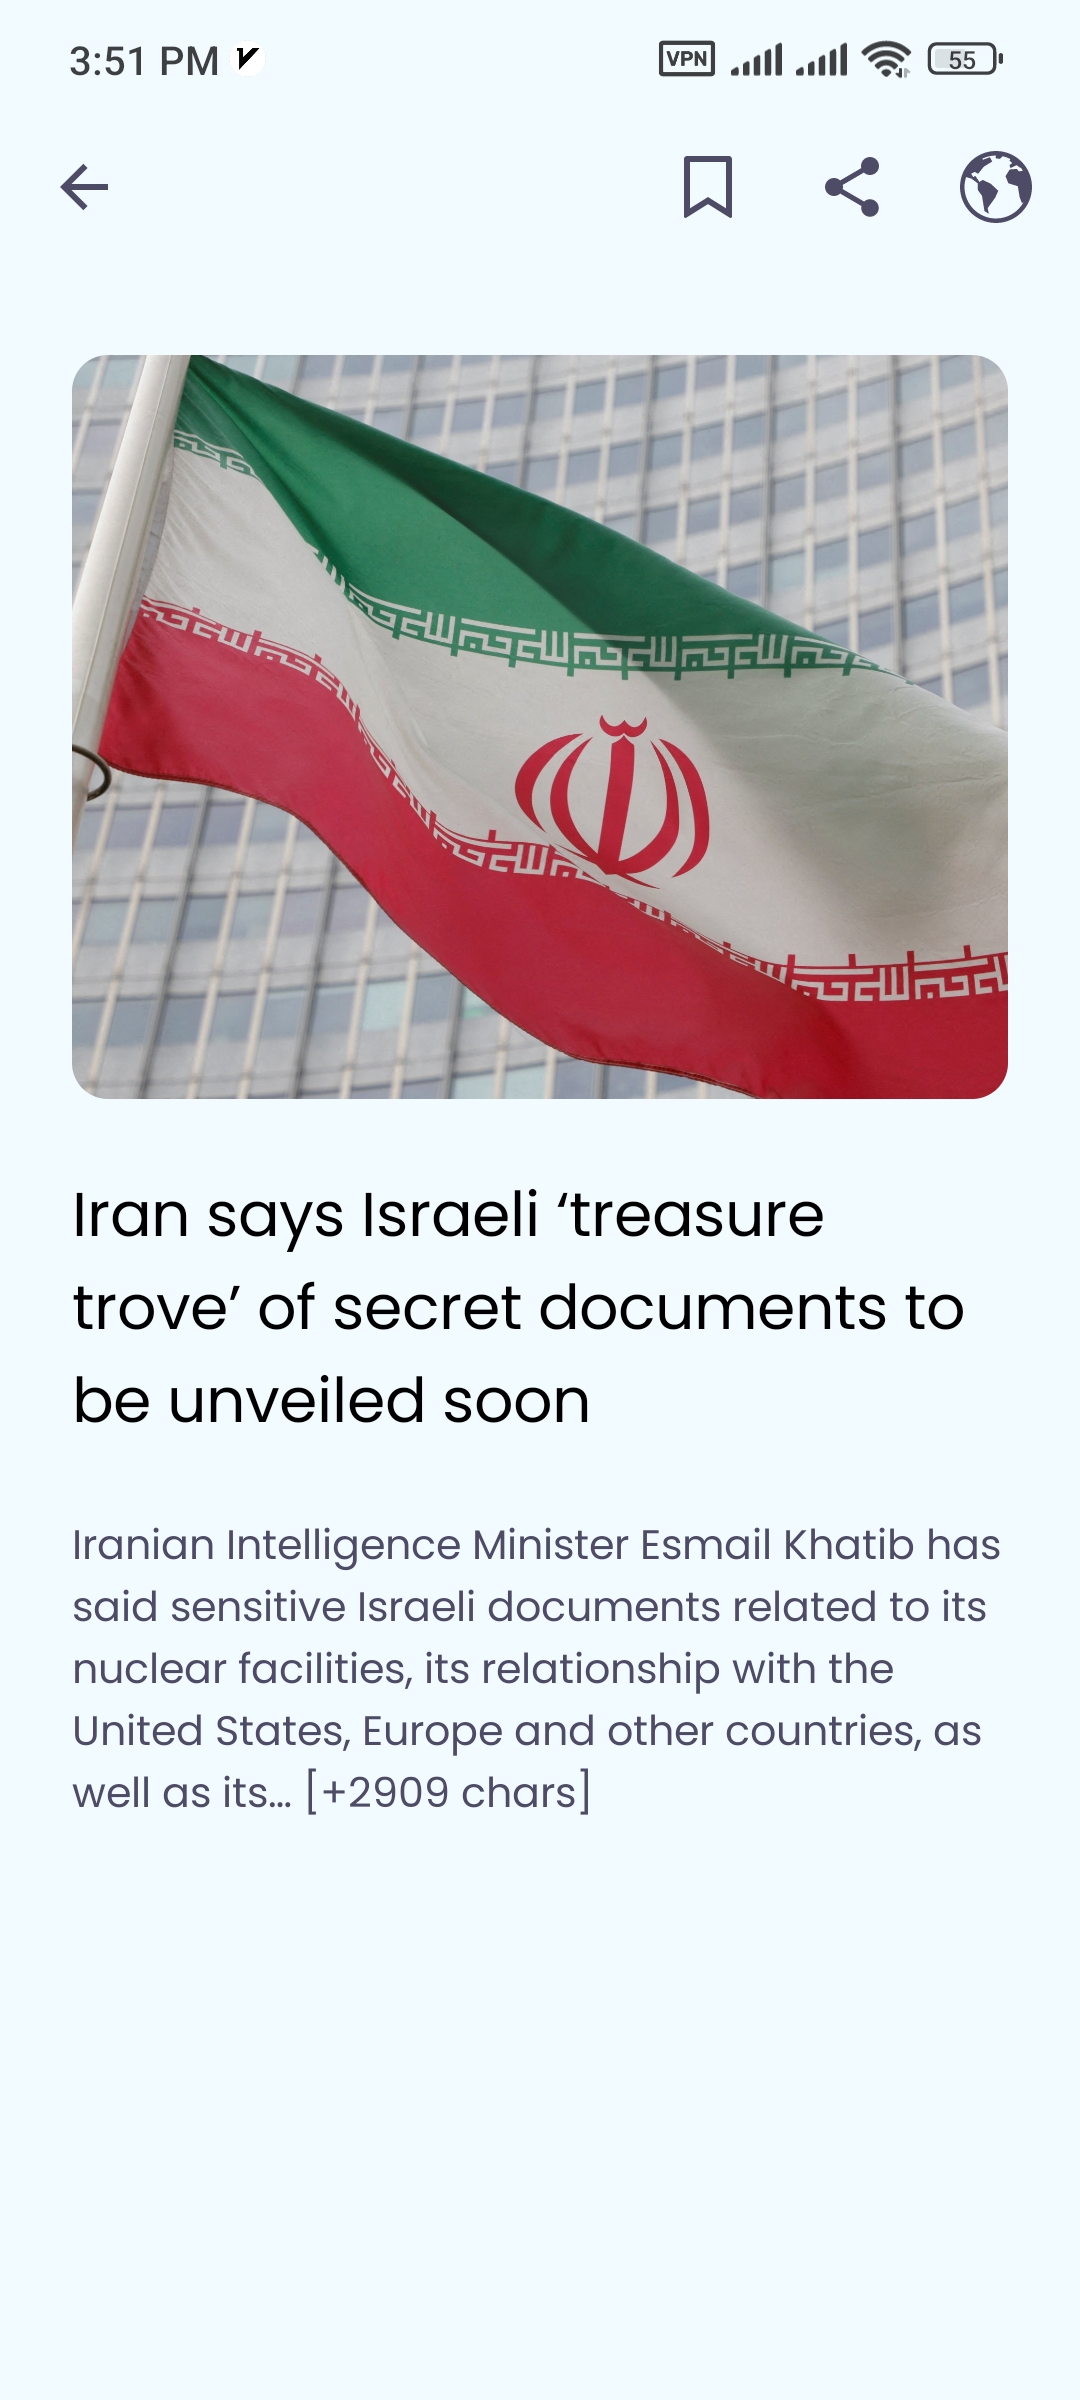 3:51 PM
VPN
55
Iran says Israeli ‘treasure
trove’ of secret documents to
be unveiled soon
Iranian Intelligence Minister Esmail Khatib has
said sensitive Israeli documents related to its
nuclear facilities, its relationship with the
United States, Europe and other countries, as
well as its… [+2909 chars]